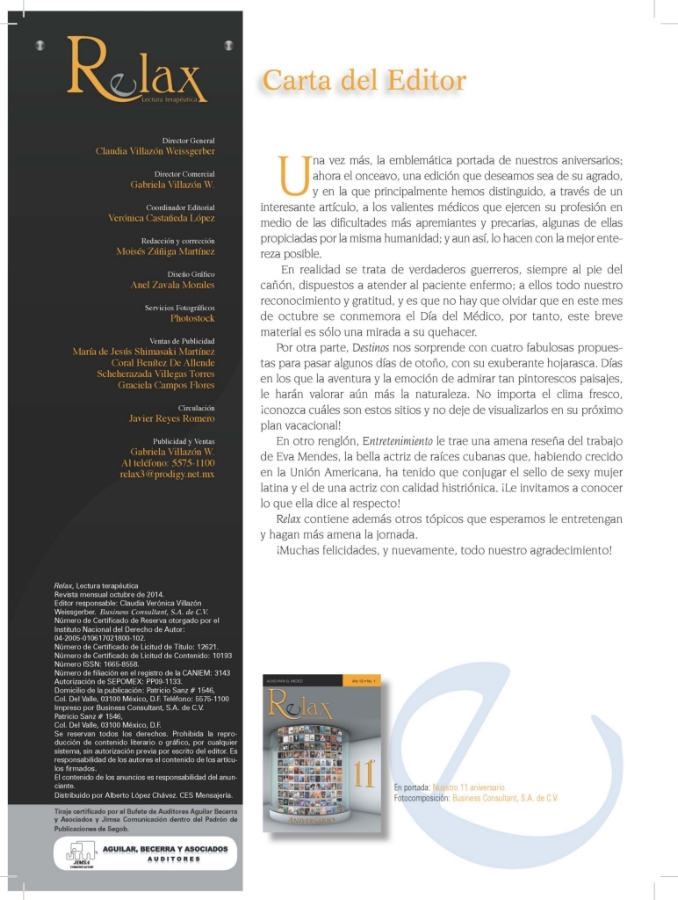 Relax
Lectura terapéutica
Director General
Claudia Villazón Weissgerber
Director Comercial
Gabriela Villazón W.
Coordinador Editorial
Verónica Castañeda López
Redacción y corrección
Moisés Zúñiga Martínez
Diseño Gráfico
Anel Zavala Morales
Servicios Fotográficos
Photostock
Ventas de Publicidad
María de Jesús Shimasaki Martínez
Coral Benítez De Allende
Scheherazada Villegas Torres
Graciela Campos Flores
Circulación
Javier Reyes Romero
Publicidad y Ventas
Gabriela Villazón W.
Al teléfono: 5575-1100
relax3@prodigy.net.mx
Relax, Lectura terapéutica
Revista mensual octubre de 2014.
Editor responsable: Claudia Verónica Villazón
Weissgerber. Business Consultant, S.A. de C.V.
Número de Certificado de Reserva otorgado por el
Instituto Nacional del Derecho de Autor:
04-2005-010617021800-102.
Número de Certificado de Licitud de Título: 12621.
Número de Certificado de Licitud de Contenido: 10193
Número ISSN: 1665-8558.
Número de filiación en el registro de la CANIEM: 3143
Autorización de SEPOMEX: PP09-1133.
Domicilio de la publicación: Patricio Sanz # 1546,
Col. Del Valle, 03100 México, D.F. Teléfono: 5575-1100
Impreso por Business Consultant, S.A. de C.V.
Patricio Sanz # 1546,
Col. Del Valle, 03100 México, D.F.
Se reservan todos los derechos. Prohibida la repro-
ducción de contenido literario o gráfico, por cualquier
sistema, sin autorización previa por escrito del editor. Es
responsabilidad de los autores el contenido de los artícu-
los firmados.
El contenido de los anuncios es responsabilidad del anun-
ciante.
Distribuido por Alberto López Chávez. CES Mensajería.
Tiraje certificado por el Bufete de Auditores Aguilar Becerra
y Asociados y Jimsa Comunicación dentro del Padrón de
Publicaciones de Segob.
JIMSA
AGUILAR, BECERRA Y ASOCIADOS
AUDITORES
Carta del Editor
Una vez más, la emblemática portada de nuestros aniversarios;
ahora el onceavo, una edición que deseamos sea de su agrado,
y en la que principalmente hemos distinguido, a través de un
interesante artículo, a los valientes médicos que ejercen su profesión en
medio de las dificultades más apremiantes y precarias, algunas de ellas
propiciadas por la misma humanidad; y aun así, lo hacen con la mejor ente-
reza posible.
En realidad se trata de verdaderos guerreros, siempre al pie del
cañón, dispuestos a atender al paciente enfermo; a ellos todo nuestro
reconocimiento y gratitud, y es que no hay que olvidar que en este mes
de octubre se conmemora el Día del Médico, por tanto, este breve
material es sólo una mirada a su quehacer.
Por otra parte, Destinos nos sorprende con cuatro fabulosas propues-
tas para pasar algunos días de otoño, con su exuberante hojarasca. Días
en los que la aventura y la emoción de admirar tan pintorescos paisajes,
le harán valorar aún más la naturaleza. No importa el clima fresco,
¡conozca cuáles son estos sitios y no deje de visualizarlos en su próximo
plan vacacional!
En otro renglón, Entretenimiento le trae una amena reseña del trabajo
de Eva Mendes, la bella actriz de raíces cubanas que, habiendo crecido
en la Unión Americana, ha tenido que conjugar el sello de sexy mujer
latina y el de una actriz con calidad histriónica. ¡Le invitamos a conocer
lo que ella dice al respecto!
Relax contiene además otros tópicos que esperamos le entretengan
y hagan más amena la jornada.
¡Muchas felicidades, y nuevamente, todo nuestro agradecimiento!
Relax
11
ANIVERSARIO
En portada: Nuestro 11 aniversario
Fotocomposición: Business Consultant, S.A. de C.V.